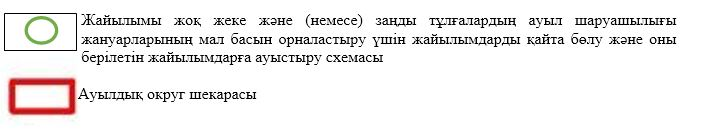 Жайылымы жоқ жеке және (немесе) заңды тұлғалардың ауыл шаруашылығы
жануарларының мал басын орналастыру үшін жайылымдарды қайта бөлу және оны
берілетін жайылымдарға ауыстыру схемасы
Ауылдық округ шекарасы